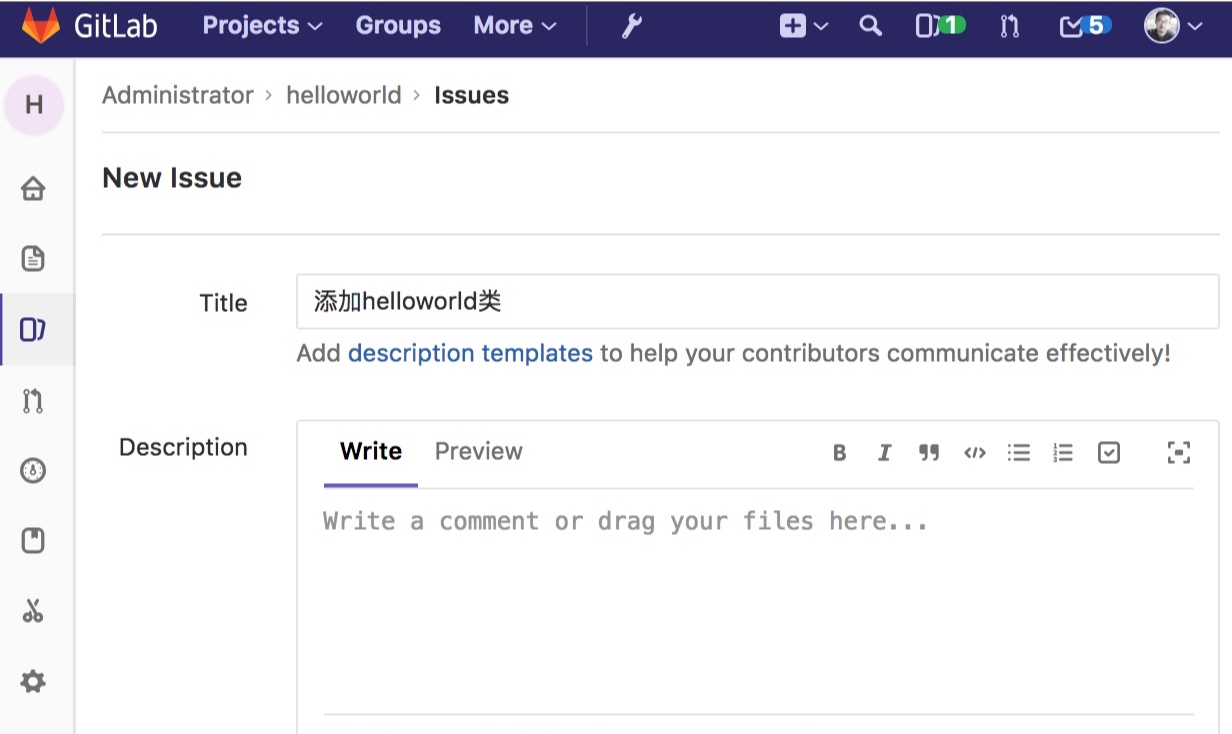 GitLab Projects Groups More 1 5
H
Administrator › helloworld › Issues
New Issue
Title
添加helloworld类
Add description templates to help your contributors communicate effectively!
Description
Write Preview
Write a comment or drag your files here...